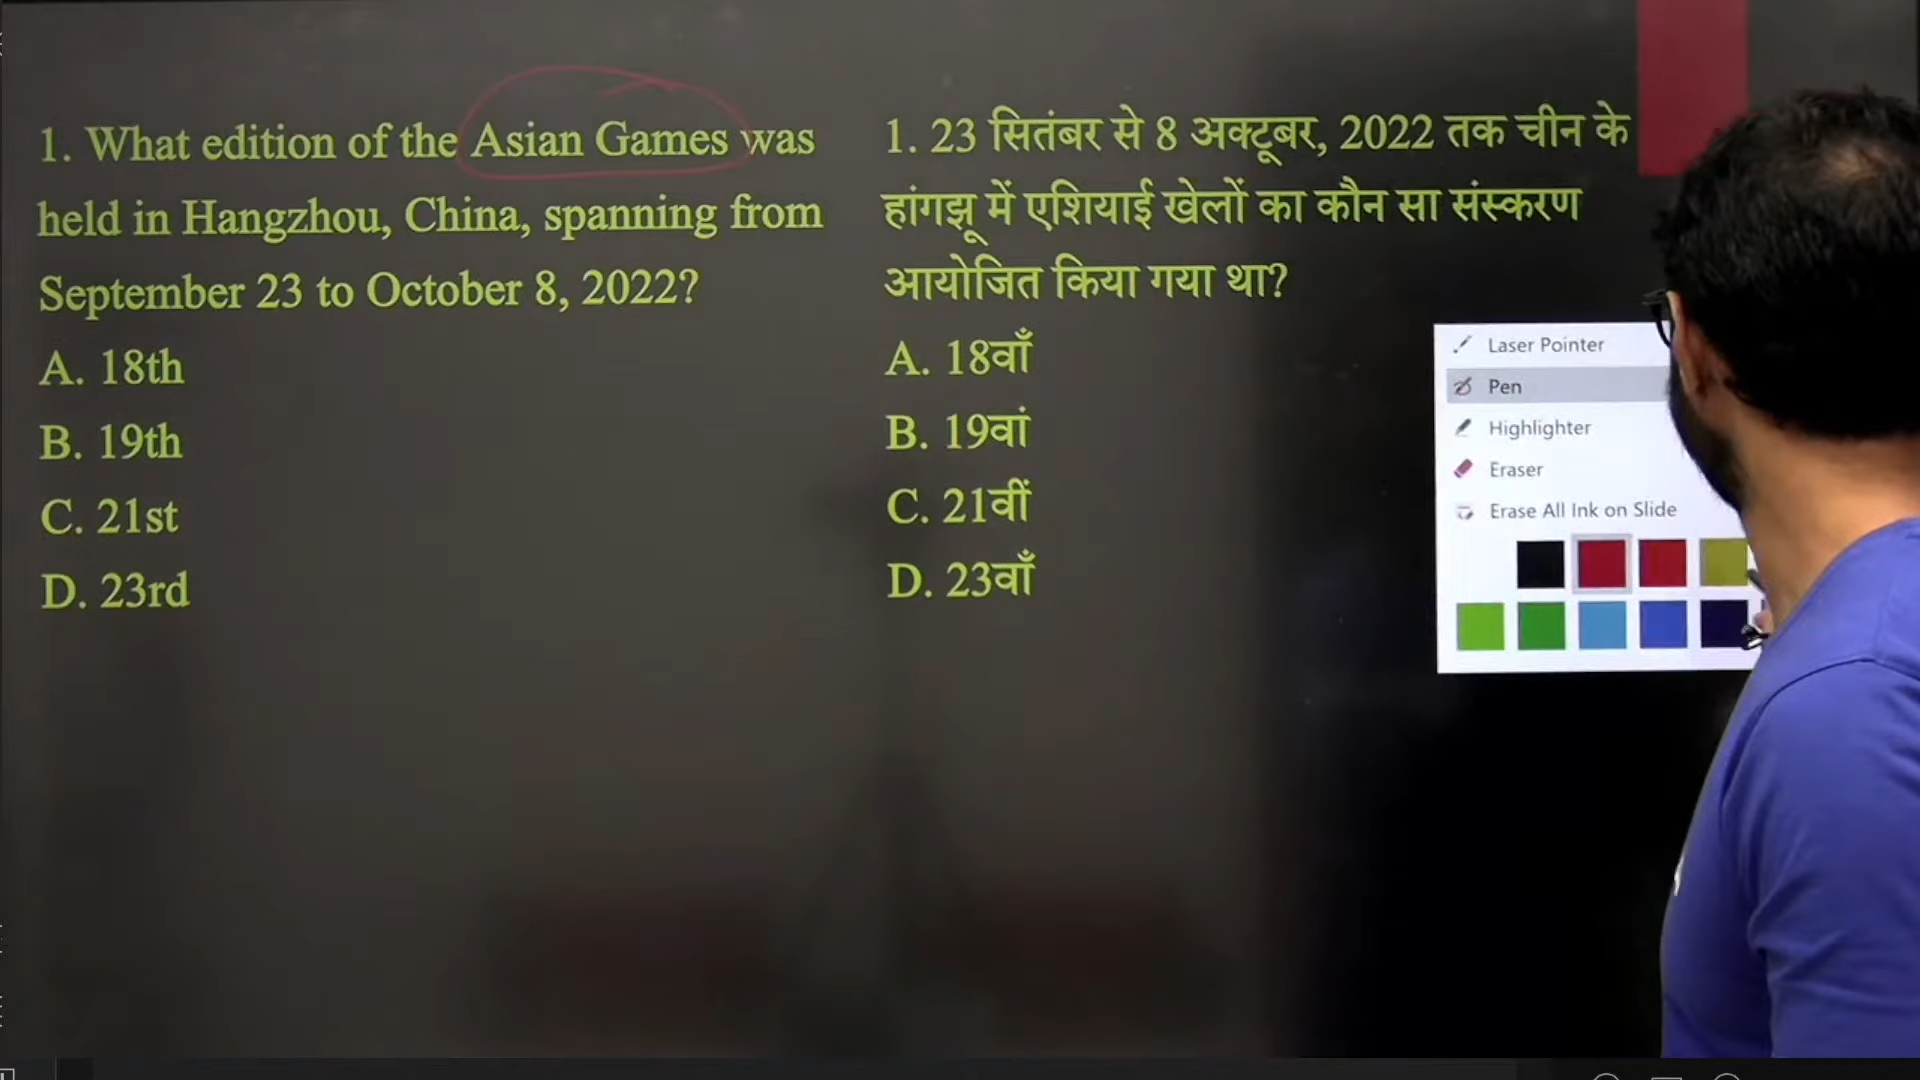 1. What edition of the Asian Games was
held in Hangzhou, China, spanning from
September 23 to October 8, 2022?
A. 18th
B. 19th
C. 21st
D. 23rd
1. 23 सितंबर से 8 अक्टूबर, 2022 तक चीन के
हांगझू में एशियाई खेलों का कौन सा संस्करण
आयोजित किया गया था?
A. 18वाँ
B. 19वां
C. 21वीं
D. 23वाँ
Laser Pointer
Pen
Highlighter
Eraser
Erase All Ink on Slide